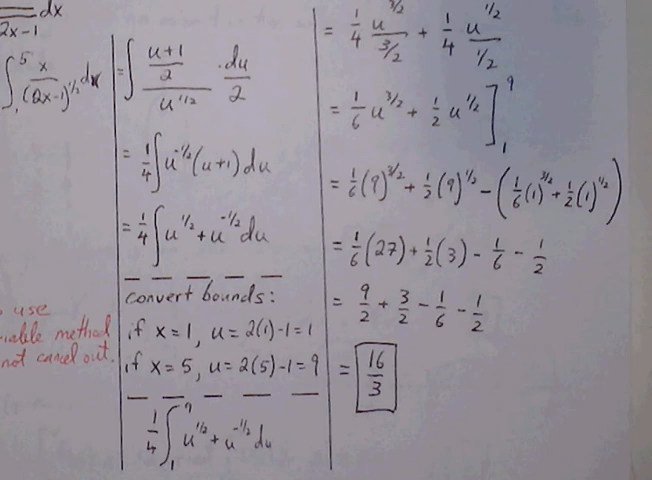 dx
2x-1
∫₁⁵ x/(2x-1)^1/2 dx
use
method
not cancel out.
= ∫ ((u+1)/2)/u^1/2 · du/2
= 1/4 ∫ u^-1/2 (u+1) du
= 1/4 ∫ u^1/2 + u^-1/2 du
convert bounds:
if x = 1, u = 2(1)-1 = 1
if x = 5, u = 2(5)-1 = 9
1/4 ∫₁⁹ u^1/2 + u^-1/2 du
= 1/4 u^3/2/(3/2) + 1/4 u^1/2/(1/2)
= 1/6 u^3/2 + 1/2 u^1/2 ]₁⁹
= 1/6 (9)^3/2 + 1/2 (9)^1/2 - (1/6 (1)^3/2 + 1/2 (1)^1/2)
= 1/6 (27) + 1/2 (3) - 1/6 - 1/2
= 9/2 + 3/2 - 1/6 - 1/2
= 16/3